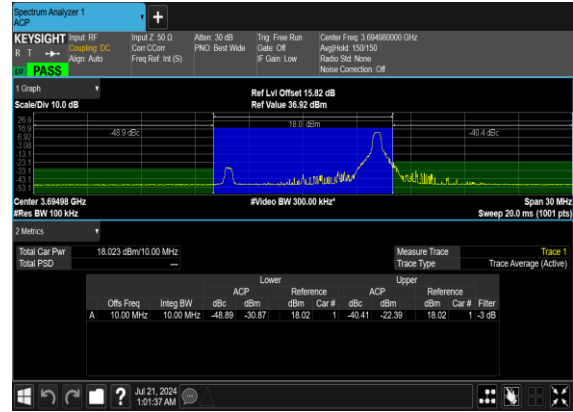 Spectrum Analyzer 1
ACP
KEYSIGHT Input: RF Input Z: 50 Ω Atten: 30 dB Trig: Free Run Center Freq: 3.694980000 GHz
R T Coupling: DC Corr CCorr PNO: Best Wide Gate: Off Avg|Hold: 150/150
Align: Auto Freq Ref: Int (S) IF Gain: Low Radio Std: None
LXI PASS Noise Correction: Off
1 Graph Ref Lvl Offset 15.82 dB
Scale/Div 10.0 dB Ref Value 36.92 dBm
26.9
16.9 18.0 dBm
6.92 -48.9 dBc -40.4 dBc
-3.08
-13.1
-23.1
-33.1
-43.1
-53.1
Center 3.69498 GHz #Video BW 300.00 kHz* Span 30 MHz
#Res BW 100 kHz Sweep 20.0 ms (1001 pts)
2 Metrics
Total Car Pwr 18.023 dBm/10.00 MHz Measure Trace Trace 1
Total PSD --- Trace Type Trace Average (Active)
Lower Upper
ACP Reference ACP Reference
Offs Freq Integ BW dBc dBm dBm Car # dBc dBm dBm Car # Filter
A 10.00 MHz 10.00 MHz -48.89 -30.87 18.02 1 -40.41 -22.39 18.02 1 -3 dB
Jul 21, 2024
1:01:37 AM